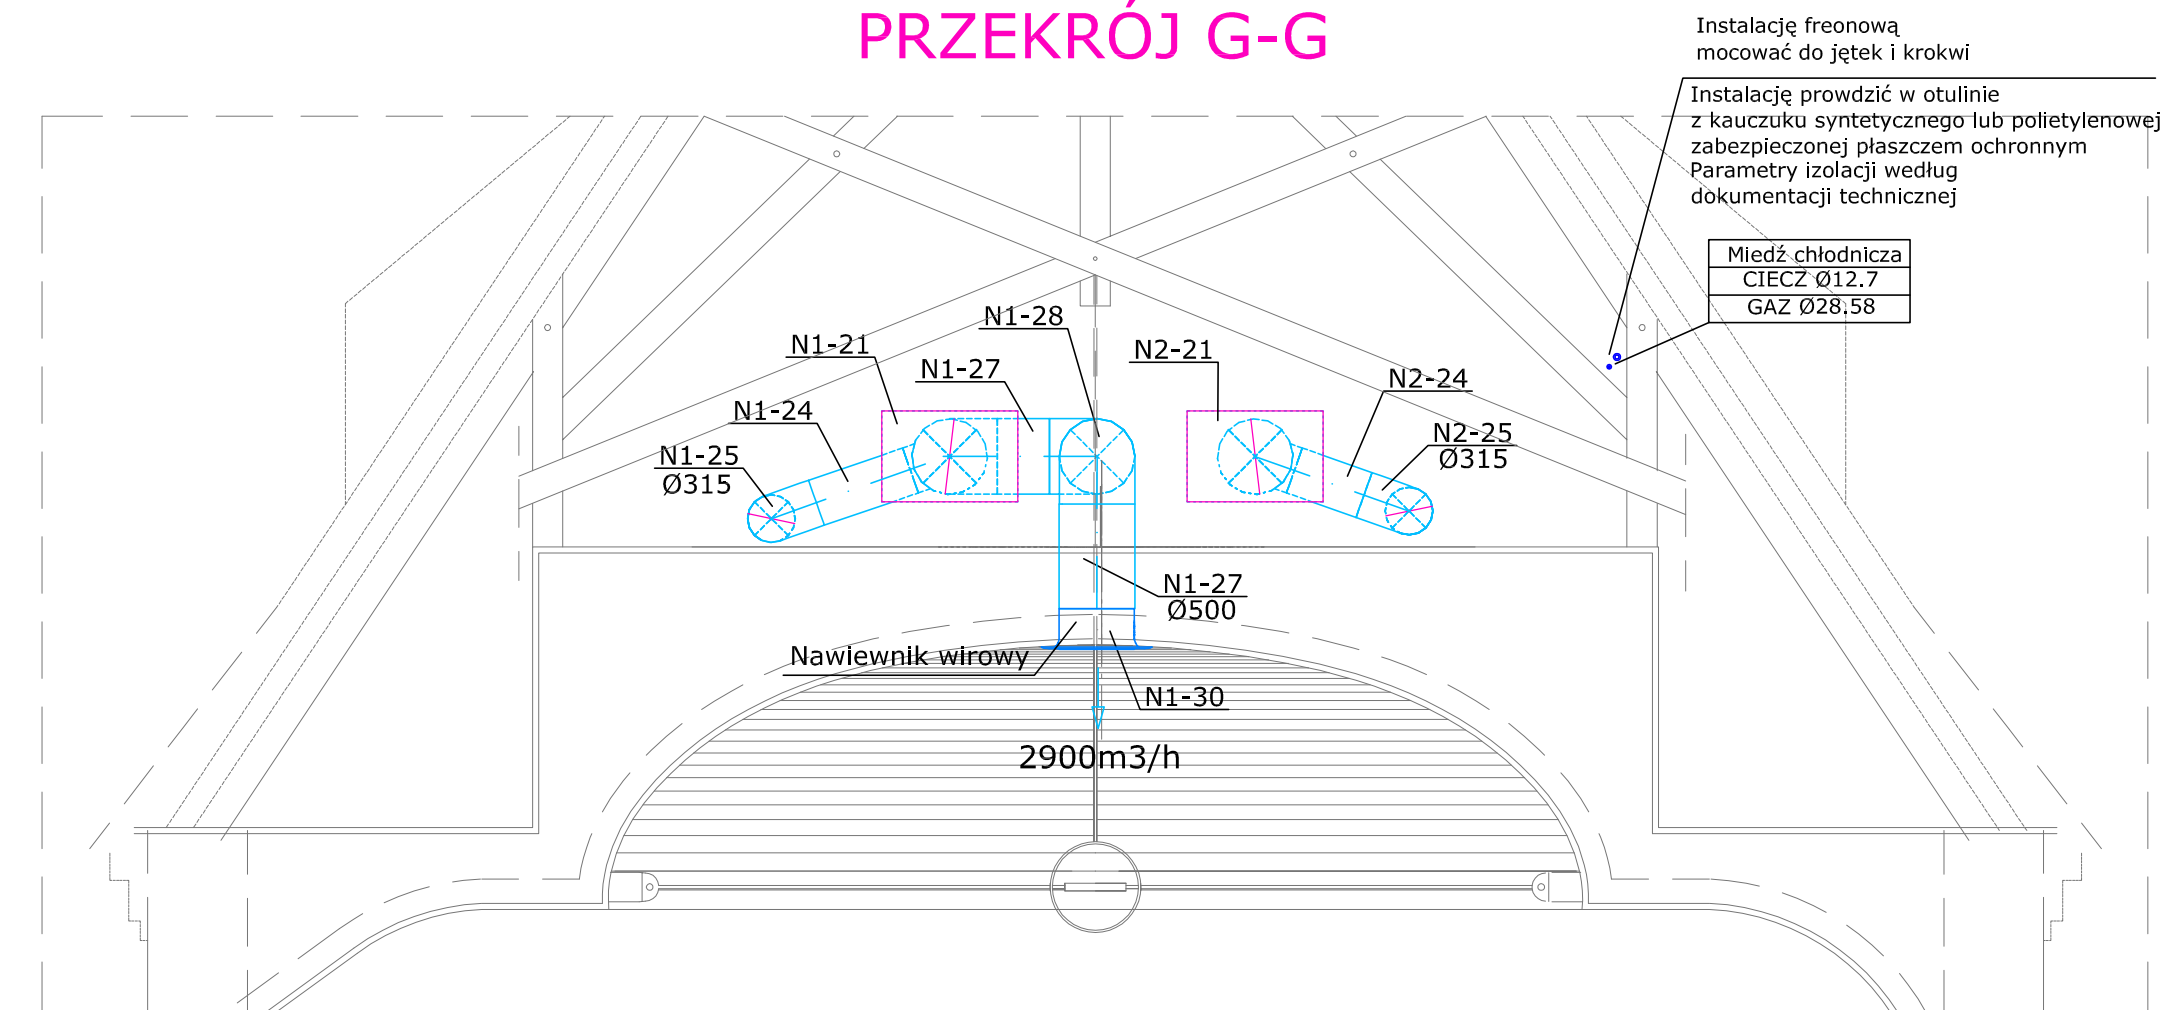 PRZEKRÓJ G-G
Instalację freonową
mocować do jętek i krokwi
Instalację prowdzić w otulinie
z kauczuku syntetycznego lub polietylenowej
zabezpieczonej płaszczem ochronnym
Parametry izolacji według
dokumentacji technicznej
Miedź chłodnicza
CIECZ Ø12.7
GAZ Ø28.58
N1-28
N1-21
N2-21
N1-27
N2-24
N1-24
N2-25
Ø315
N1-25
Ø315
N1-27
Ø500
Nawiewnik wirowy
N1-30
2900m3/h